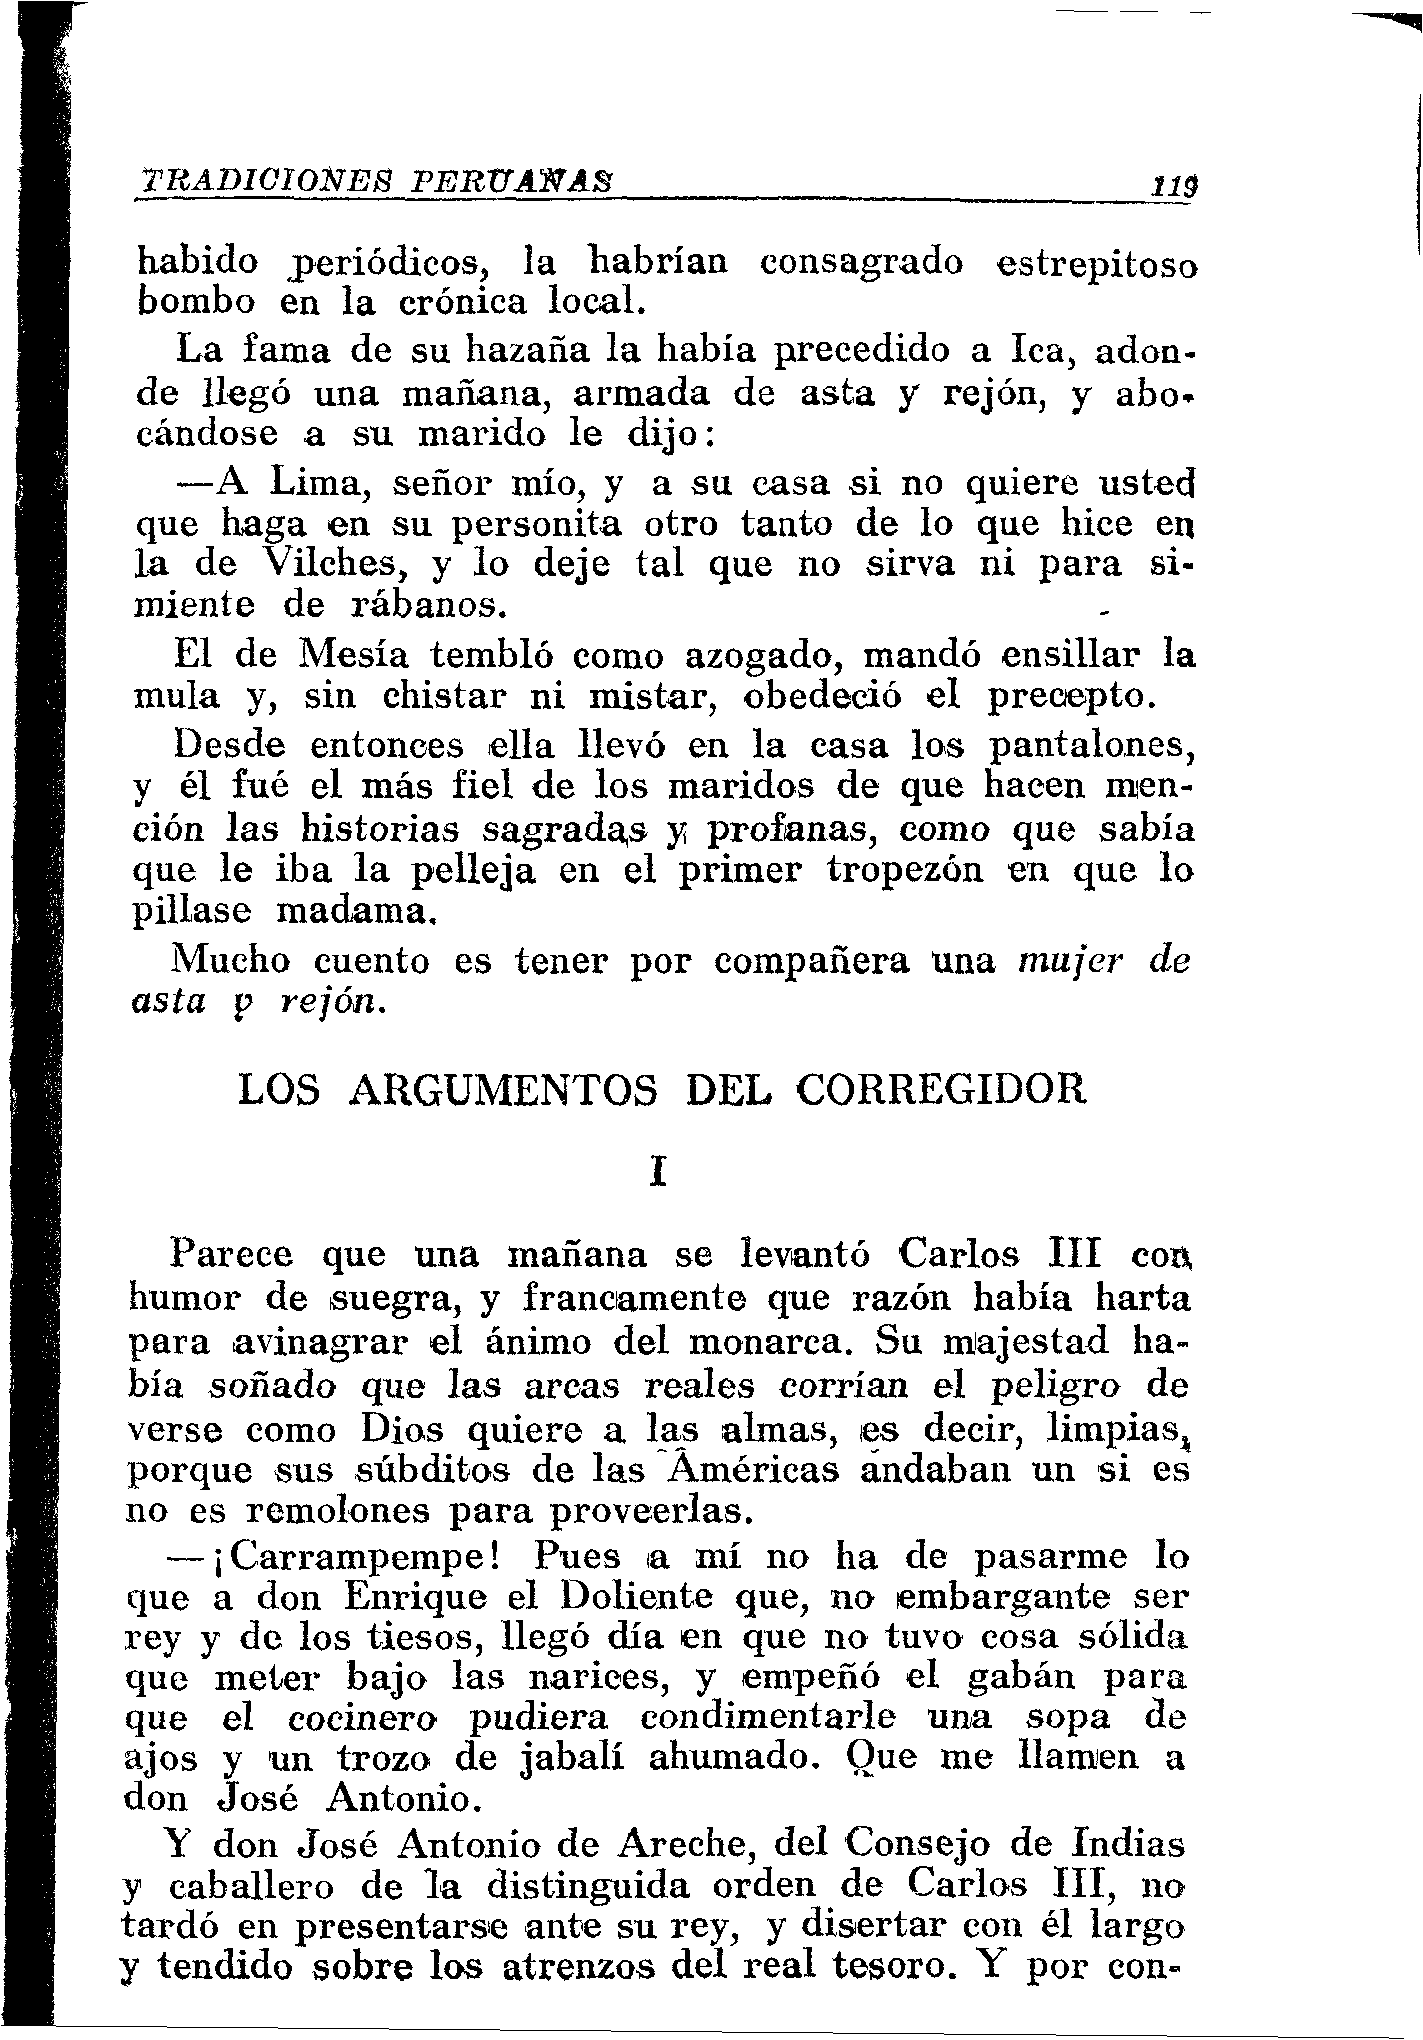 TRADICIONES PERUANAS 119
habido periódicos, la habrían consagrado estrepitoso
bombo en la crónica local.
La fama de su hazaña la había precedido a Ica, adon-
de llegó una mañana, armada de asta y rejón, y abo-
cándose a su marido le dijo:
—A Lima, señor mío, y a su casa si no quiere usted
que haga en su personita otro tanto de lo que hice en
la de Vilches, y lo deje tal que no sirva ni para si-
miente de rábanos.
El de Mesía tembló como azogado, mandó ensillar la
mula y, sin chistar ni mistar, obedeció el precepto.
Desde entonces ella llevó en la casa los pantalones,
y él fué el más fiel de los maridos de que hacen men-
ción las historias sagradas y profanas, como que sabía
que le iba la pelleja en el primer tropezón en que lo
pillase madama.
Mucho cuento es tener por compañera una mujer de
asta y rejón.
LOS ARGUMENTOS DEL CORREGIDOR
I
Parece que una mañana se levantó Carlos III con
humor de suegra, y francamente que razón había harta
para avinagrar el ánimo del monarca. Su majestad ha-
bía soñado que las arcas reales corrían el peligro de
verse como Dios quiere a las almas, es decir, limpias,
porque sus súbditos de las Américas andaban un si es
no es remolones para proveerlas.
—¡Carrampempe! Pues a mí no ha de pasarme lo
que a don Enrique el Doliente que, no embargante ser
rey y de los tiesos, llegó día en que no tuvo cosa sólida
que meter bajo las narices, y empeñó el gabán para
que el cocinero pudiera condimentarle una sopa de
ajos y un trozo de jabalí ahumado. Que me llamen a
don José Antonio.
Y don José Antonio de Areche, del Consejo de Indias
y caballero de la distinguida orden de Carlos III, no
tardó en presentarse ante su rey, y disertar con él largo
y tendido sobre los atrenzos del real tesoro. Y por con-